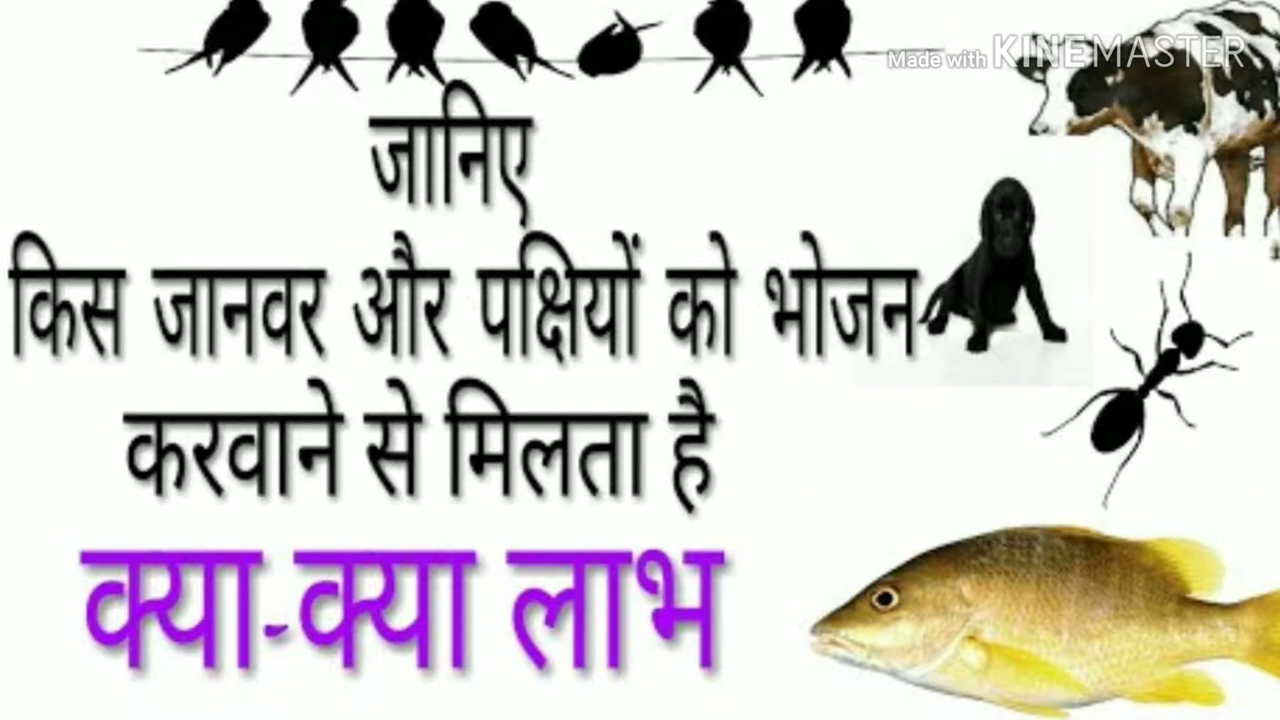 Made with KINEMASTER
जानिए
किस जानवर और पक्षियों को भोजन
करवाने से मिलता है
क्या-क्या लाभ